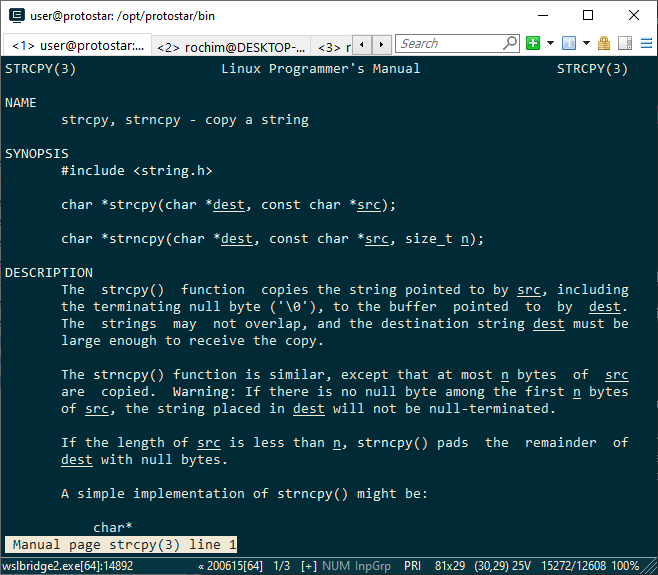 user@protostar: /opt/protostar/bin
<1> user@protostar:... <2> rochim@DESKTOP-... <3> r Search
STRCPY(3) Linux Programmer's Manual STRCPY(3)
NAME
strcpy, strncpy - copy a string
SYNOPSIS
#include <string.h>
char *strcpy(char *dest, const char *src);
char *strncpy(char *dest, const char *src, size_t n);
DESCRIPTION
The strcpy() function copies the string pointed to by src, including
the terminating null byte ('\0'), to the buffer pointed to by dest.
The strings may not overlap, and the destination string dest must be
large enough to receive the copy.
The strncpy() function is similar, except that at most n bytes of src
are copied. Warning: If there is no null byte among the first n bytes
of src, the string placed in dest will not be null-terminated.
If the length of src is less than n, strncpy() pads the remainder of
dest with null bytes.
A simple implementation of strncpy() might be:
char*
Manual page strcpy(3) line 1
wslbridge2.exe[64]:14892 « 200615[64] 1/3 [+] NUM InpGrp PRI 81x29 (30,29) 25V 15272/12608 100%